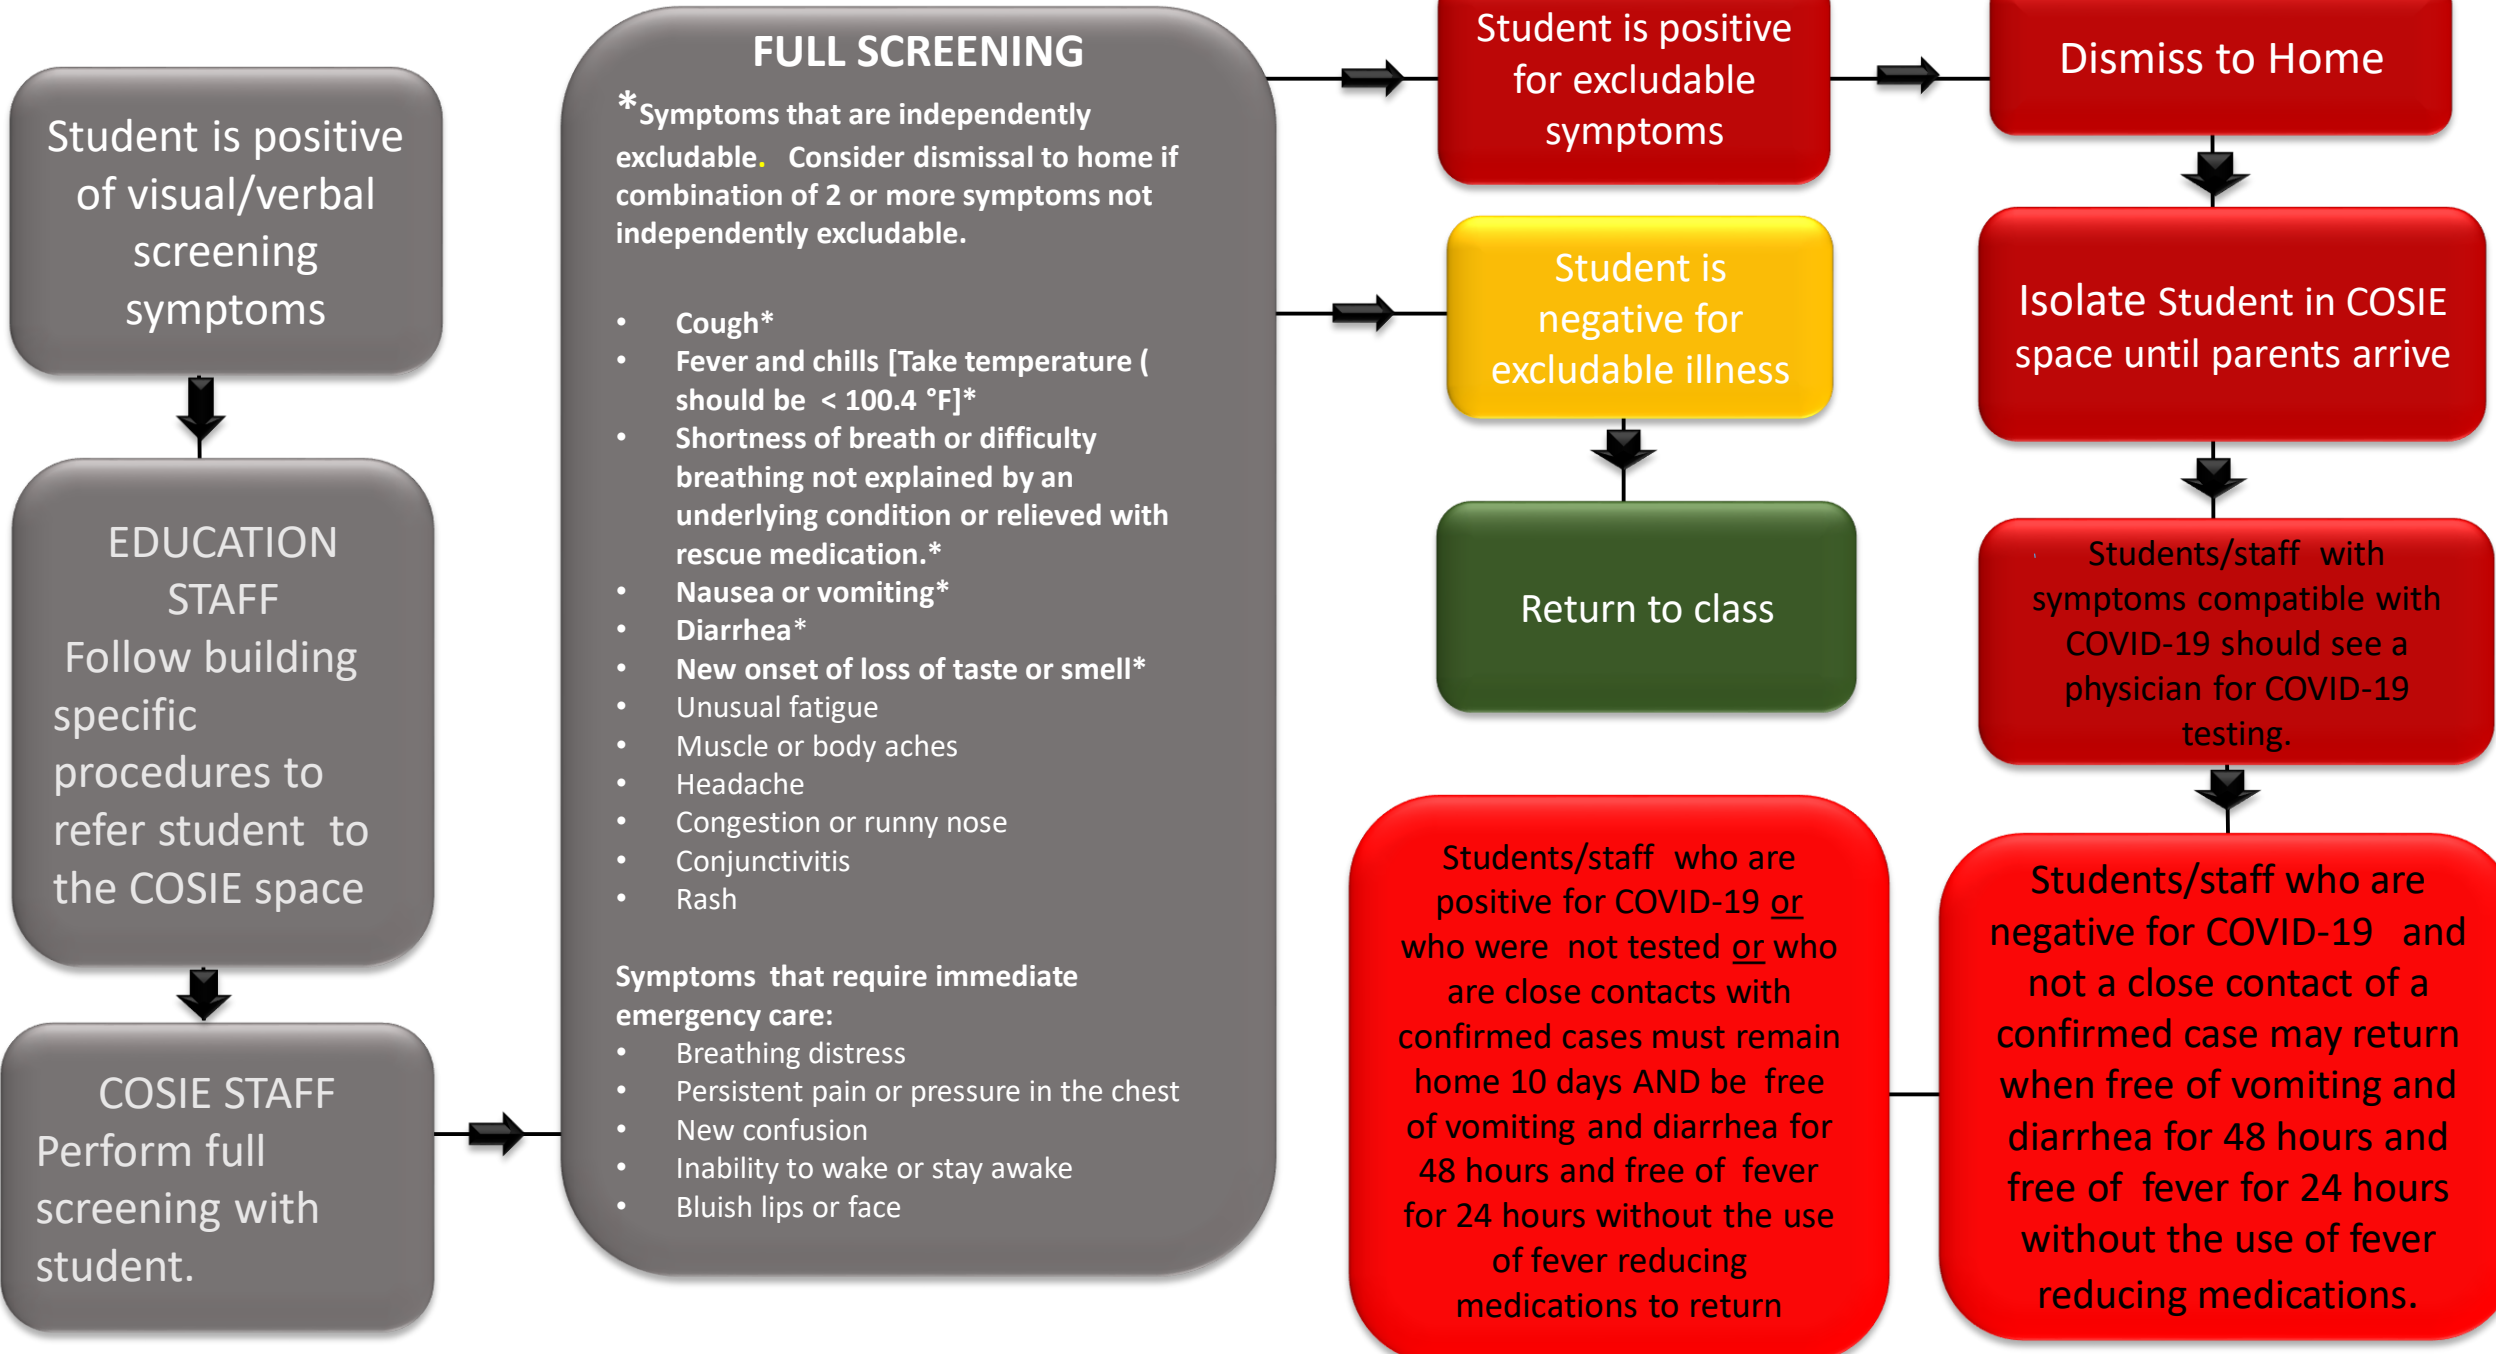 Student is positive
of visual/verbal
screening
symptoms
EDUCATION
STAFF
Follow building
specific
procedures to
refer student to
the COSIE space
COSIE STAFF
Perform full
screening with
student.
FULL SCREENING
*Symptoms that are independently
excludable. Consider dismissal to home if
combination of 2 or more symptoms not
independently excludable.
• Cough*
• Fever and chills [Take temperature (
should be < 100.4 °F]*
• Shortness of breath or difficulty
breathing not explained by an
underlying condition or relieved with
rescue medication.*
• Nausea or vomiting*
• Diarrhea*
• New onset of loss of taste or smell*
• Unusual fatigue
• Muscle or body aches
• Headache
• Congestion or runny nose
• Conjunctivitis
• Rash
Symptoms that require immediate
emergency care:
• Breathing distress
• Persistent pain or pressure in the chest
• New confusion
• Inability to wake or stay awake
• Bluish lips or face
Student is positive
for excludable
symptoms
Student is
negative for
excludable illness
Return to class
Dismiss to Home
Isolate Student in COSIE
space until parents arrive
Students/staff with
symptoms compatible with
COVID-19 should see a
physician for COVID-19
testing.
Students/staff who are
negative for COVID-19 and
not a close contact of a
confirmed case may return
when free of vomiting and
diarrhea for 48 hours and
free of fever for 24 hours
without the use of fever
reducing medications.
Students/staff who are
positive for COVID-19 or
who were not tested or who
are close contacts with
confirmed cases must remain
home 10 days AND be free
of vomiting and diarrhea for
48 hours and free of fever
for 24 hours without the use
of fever reducing
medications to return